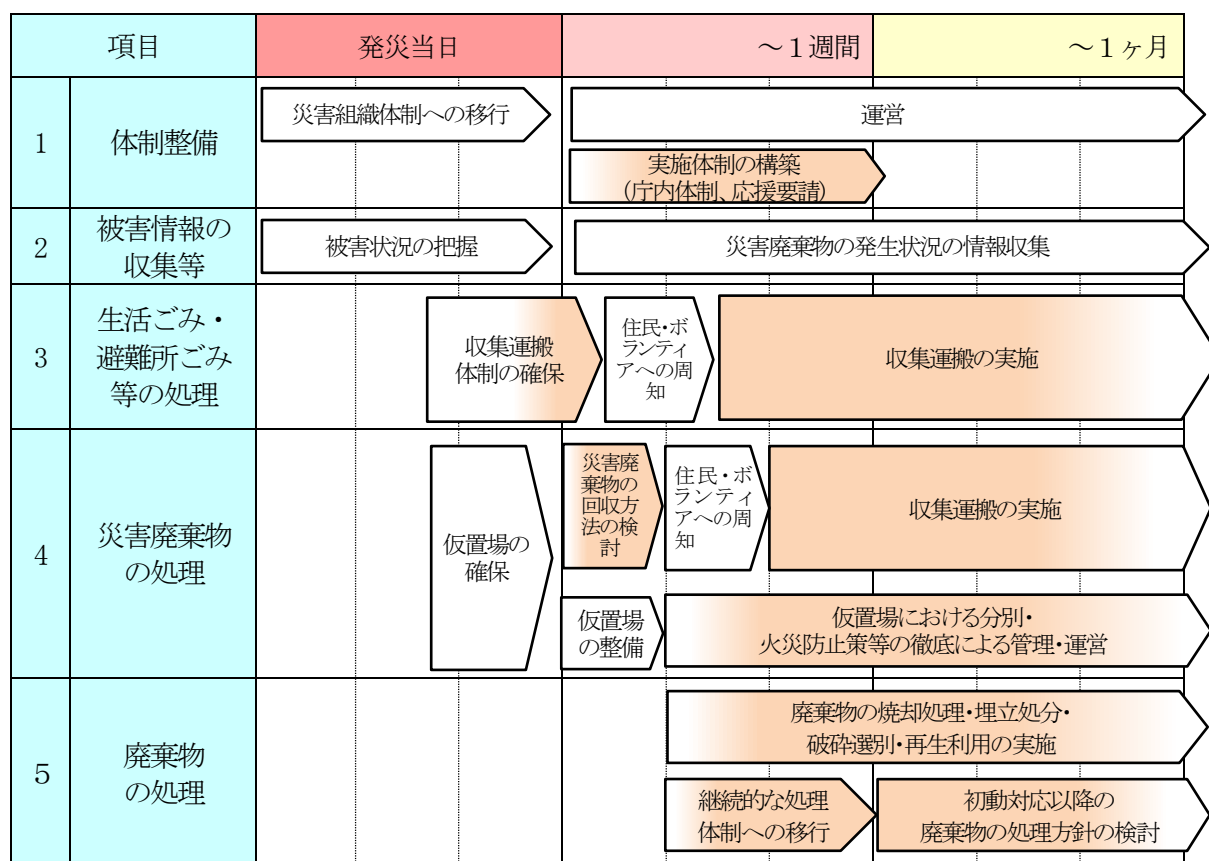 項目
発災当日
～１週間
～１ヶ月
1
体制整備
災害組織体制への移行
運営
実施体制の構築
（庁内体制、応援要請）
2
被害情報の
収集等
被害状況の把握
災害廃棄物の発生状況の情報収集
3
生活ごみ・
避難所ごみ
等の処理
収集運搬
体制の確保
住民・ボ
ランティ
アへの周
知
収集運搬の実施
4
災害廃棄物
の処理
仮置場の
確保
災害廃
棄物の
回収方
法の検
討
住民・ボ
ランティ
アへの周
知
収集運搬の実施
仮置場
の整備
仮置場における分別・
火災防止策等の徹底による管理・運営
5
廃棄物
の処理
廃棄物の焼却処理・埋立処分・
破砕選別・再生利用の実施
継続的な処理
体制への移行
初動対応以降の
廃棄物の処理方針の検討